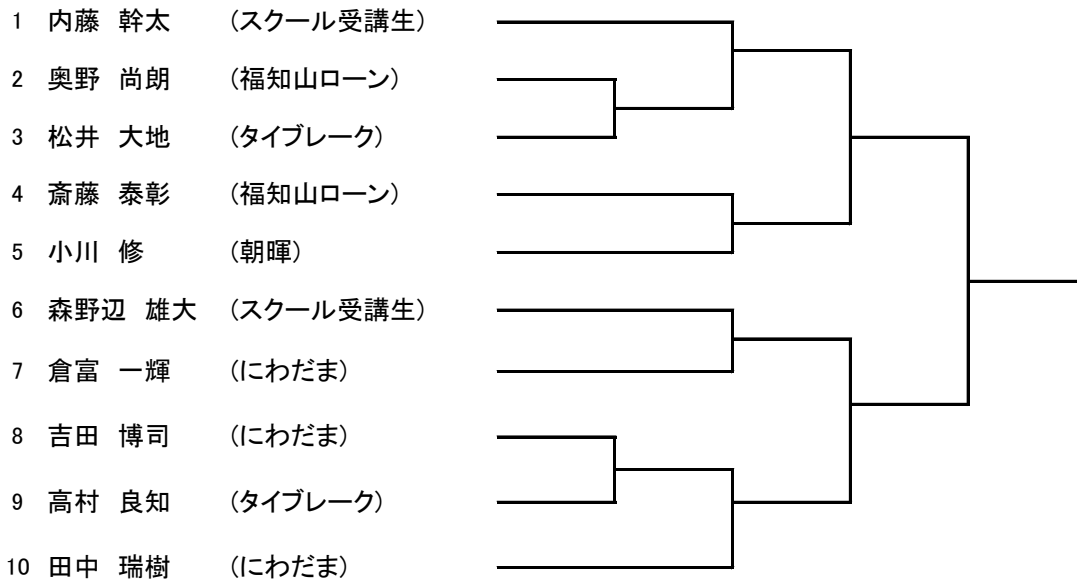 1 内藤 幹太 (スクール受講生)
2 奥野 尚朗 (福知山ローン)
3 松井 大地 (タイブレーク)
4 斎藤 泰彰 (福知山ローン)
5 小川 修 (朝暉)
6 森野辺 雄大 (スクール受講生)
7 倉富 一輝 (にわだま)
8 吉田 博司 (にわだま)
9 高村 良知 (タイブレーク)
10 田中 瑞樹 (にわだま)